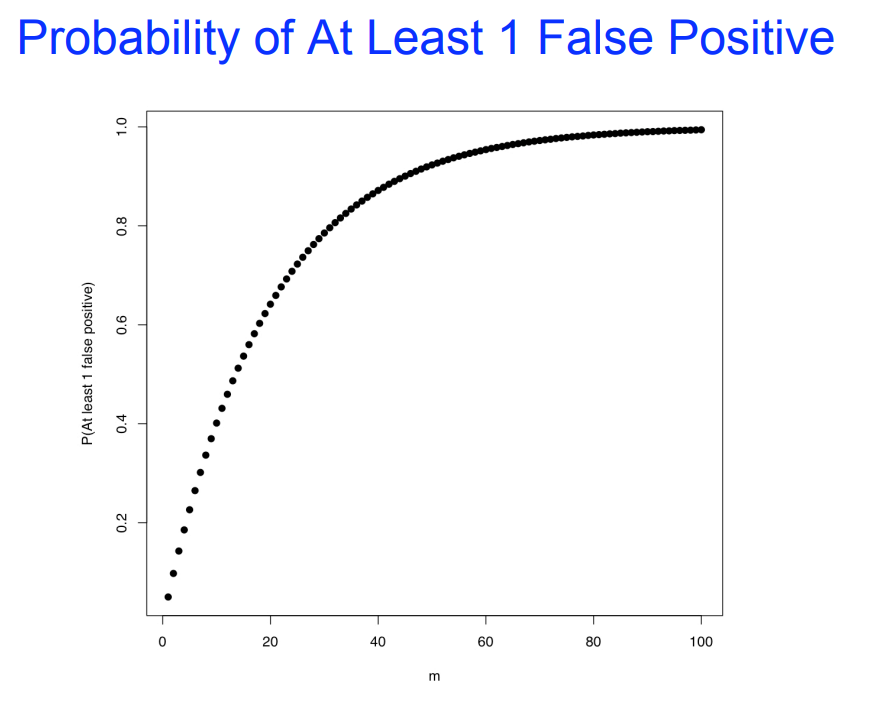 Probability of At Least 1 False Positive
P(At least 1 false positive)
1.0
0.8
0.6
0.4
0.2
0 20 40 60 80 100
m